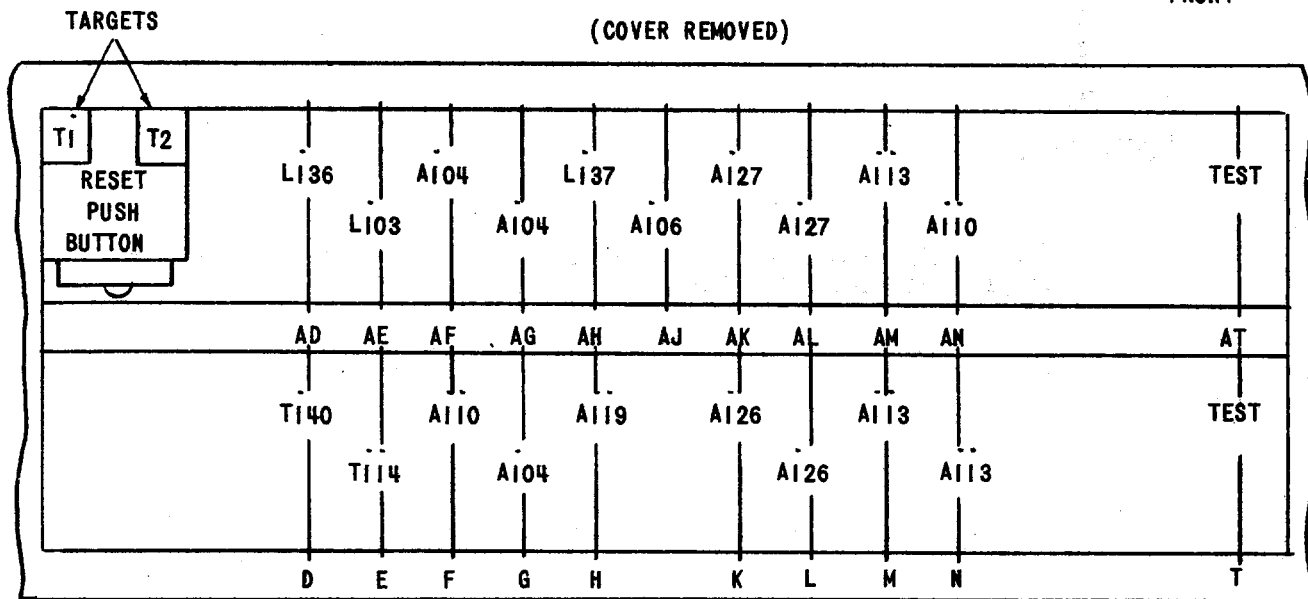 TARGETS
(COVER REMOVED)
T1 T2
RESET
PUSH
BUTTON
L136 A104 L137 A127 A113 TEST
L103 A104 A106 A127 A110
AD AE AF AG AH AJ AK AL AM AN AT
T140 A110 A119 A126 A113 TEST
T114 A104 A126 A113
D E F G H K L M N T